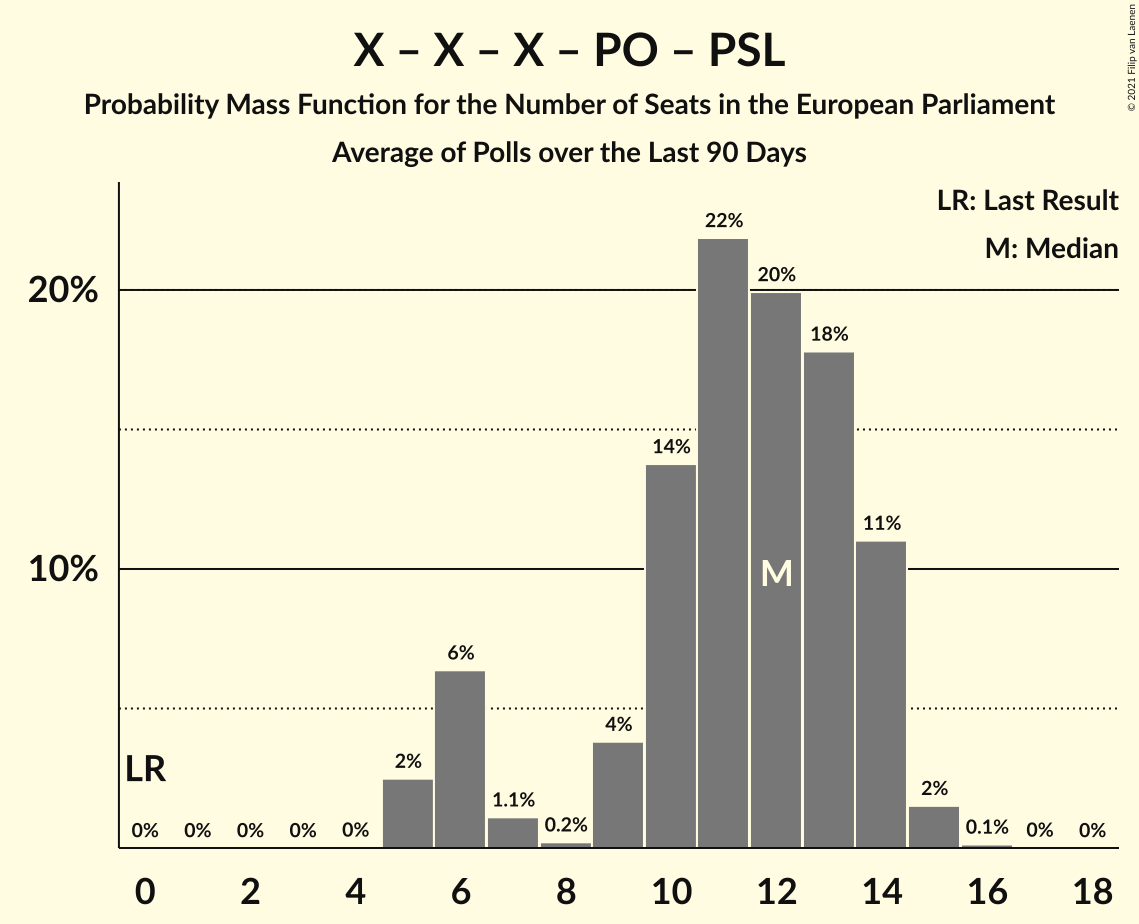 X – X – X – PO – PSL
Probability Mass Function for the Number of Seats in the European Parliament
Average of Polls over the Last 90 Days
© 2021 Filip van Laenen
LR: Last Result
M: Median
20%
10%
LR
M
0% 0% 0% 0% 0% 2% 6% 1.1% 0.2% 4% 14% 22% 20% 18% 11% 2% 0.1% 0% 0%
0 2 4 6 8 10 12 14 16 18